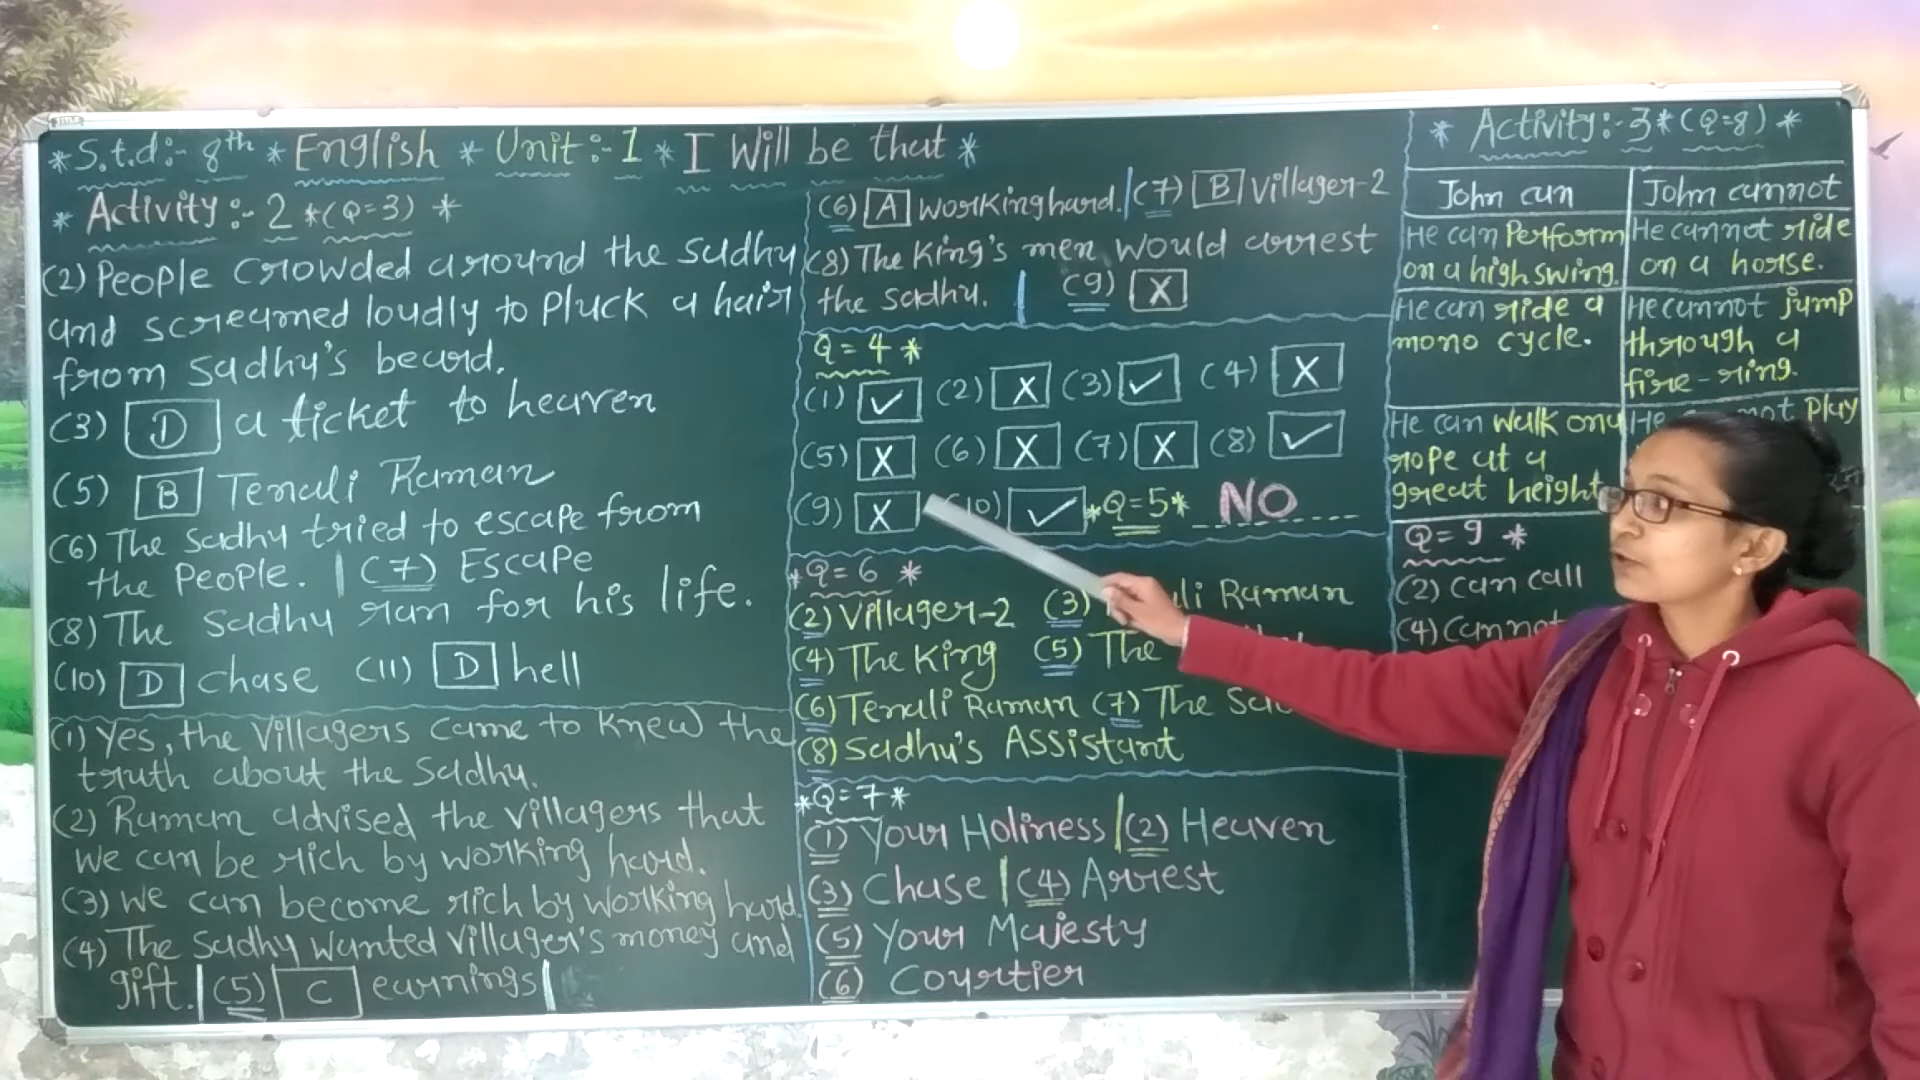 *S.t.d:- 8th * English * Unit:-1 * I Will be that *
* Activity:- 2 *(Q=3) *
(2) People crowded around the sadhu
and screamed loudly to pluck a hair
from sadhu's beard.
(3) D a ticket to heaven
(5) B Tenali Raman
(6) The sadhu tried to escape from
the people. | (7) Escape
(8) The sadhu ran for his life.
(10) D chase (11) D hell
(1) Yes, the villagers came to knew the
truth about the sadhu.
(2) Raman advised the villagers that
we can be rich by working hard.
(3) We can become rich by working hard
(4) The sadhu wanted villager's money and
gift. | (5) C earnings |
(6) A working hard. | (7) B Villager-2
(8) The King's men would arrest
the sadhu. | (9) X
Q=4 *
(1) ✓ (2) X (3) ✓ (4) X
(5) X (6) X (7) X (8) ✓
(9) X (10) ✓ *Q=5* NO
*Q=6 *
(2) Villager-2 (3) Raman
(4) The King (5) The
(6) Tenali Raman (7) The
(8) Sadhu's Assistant
*Q=7*
(1) Your Holiness | (2) Heaven
(3) Chase | (4) Arrest
(5) Your Majesty
(6) Courtier
* Activity:- 3 * (Q=8) *
John can John cannot
He can perform
on a high swing.
He cannot ride
on a horse.
He can ride a
mono cycle.
He cannot jump
through a
fire-ring.
He can walk on a
rope at a
great height
He not play
Q=9 *
(2) can call
(4) cannot